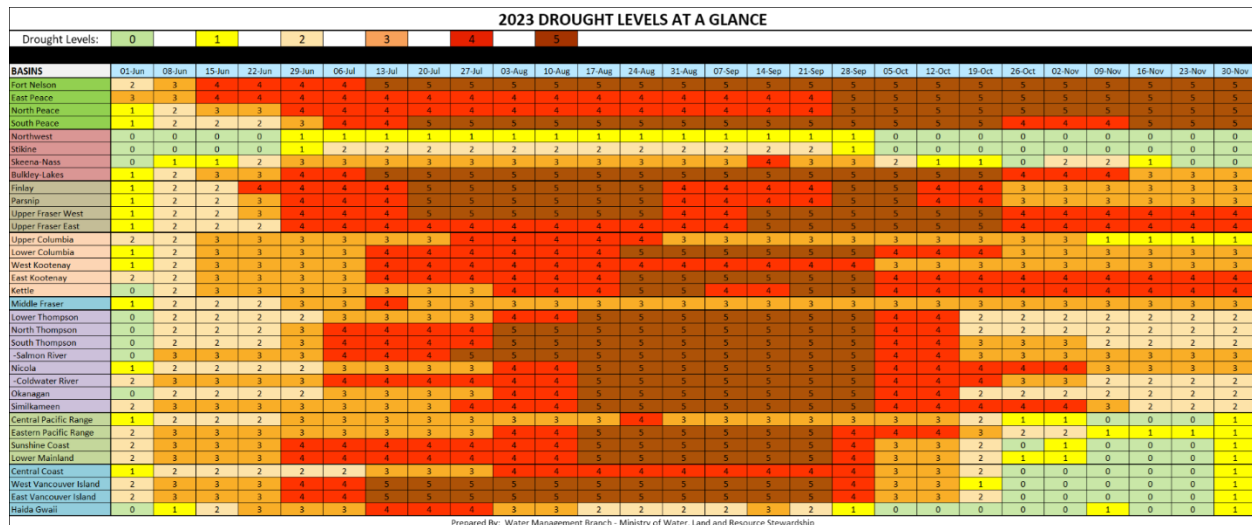 2023 DROUGHT LEVELS AT A GLANCE
Drought Levels: 0 1 2 3 4 5
BASINS 01-Jun 08-Jun 15-Jun 22-Jun 29-Jun 06-Jul 13-Jul 20-Jul 27-Jul 03-Aug 10-Aug 17-Aug 24-Aug 31-Aug 07-Sep 14-Sep 21-Sep 28-Sep 05-Oct 12-Oct 19-Oct 26-Oct 02-Nov 09-Nov 16-Nov 23-Nov 30-Nov
Fort Nelson 2 3 4 4 4 4 5 5 5 5 5 5 5 5 5 5 5 5 5 5 5 5 5 5 5 5 5
East Peace 3 3 4 4 4 4 4 4 4 4 4 4 4 4 4 4 4 5 5 5 5 5 5 5 5 5 5
North Peace 1 2 3 3 4 4 4 4 4 4 4 4 4 4 4 4 4 5 5 5 5 5 5 5 5 5 5
South Peace 1 2 2 2 3 4 4 5 5 5 5 5 5 5 5 5 5 5 5 5 5 4 4 4 5 5 5
Northwest 0 0 0 0 1 1 1 1 1 1 1 1 1 1 1 1 1 1 0 0 0 0 0 0 0 0 0
Stikine 0 0 0 0 1 2 2 2 2 2 2 2 2 2 2 2 2 1 0 0 0 0 0 0 0 0 0
Skeena-Nass 0 1 1 2 3 3 3 3 3 3 3 3 3 3 3 4 3 3 2 1 1 0 2 2 1 0 0
Bulkley-Lakes 1 2 3 3 4 4 5 5 5 5 5 5 5 5 5 5 5 5 5 5 5 4 4 4 3 3 3
Finlay 1 2 2 4 4 4 4 5 5 5 5 5 5 4 4 4 4 5 5 4 4 3 3 3 3 3 3
Parsnip 1 2 2 3 4 4 4 5 5 5 5 5 5 4 4 4 4 5 5 4 4 3 3 3 3 3 3
Upper Fraser West 1 2 2 3 4 4 4 5 5 5 5 5 5 4 4 5 5 5 5 5 5 4 4 4 4 4 4
Upper Fraser East 1 2 2 2 4 4 4 4 4 4 4 4 4 4 4 5 5 5 5 5 5 4 4 4 4 4 4
Upper Columbia 2 2 3 3 3 3 3 3 4 4 4 4 4 3 3 3 3 3 3 3 3 3 3 1 1 1 1
Lower Columbia 1 2 3 3 3 3 4 4 4 4 4 4 5 5 5 5 5 5 4 4 4 3 3 3 3 3 3
West Kootenay 1 2 3 3 3 3 4 4 4 4 4 4 4 4 4 4 4 4 3 3 3 3 3 3 3 3 3
East Kootenay 2 2 3 3 3 3 4 4 4 4 4 4 5 5 5 5 5 5 4 4 4 4 4 4 4 4 4
Kettle 0 2 3 3 3 3 3 3 3 4 4 4 5 5 4 4 5 5 4 4 4 4 4 4 4 4 4
Middle Fraser 1 2 2 2 3 3 4 3 3 3 3 3 3 3 3 3 3 3 3 3 3 3 3 3 3 3 3
Lower Thompson 0 2 2 2 2 3 3 3 3 4 4 5 5 5 5 5 5 5 4 4 2 2 2 2 2 2 2
North Thompson 0 2 2 2 3 4 4 4 4 5 5 5 5 5 5 5 5 5 4 4 2 2 2 2 2 2 2
South Thompson 0 2 2 2 3 4 4 4 4 5 5 5 5 5 5 5 5 5 4 4 3 3 3 2 2 2 2
-Salmon River 0 3 3 3 3 4 4 4 5 5 5 5 5 5 5 5 5 5 4 4 3 3 3 3 3 3 3
Nicola 1 2 2 2 2 3 3 3 3 4 4 5 5 5 5 5 5 5 4 4 4 4 4 3 3 3 3
-Coldwater River 2 3 3 3 3 4 4 4 4 4 4 5 5 5 5 5 5 5 4 4 4 3 3 2 2 2 2
Okanagan 0 2 2 2 2 3 3 3 3 4 4 5 5 5 5 5 5 5 4 4 2 2 2 2 2 2 2
Similkameen 2 3 3 3 3 3 3 3 4 4 4 5 5 5 5 5 5 5 4 4 4 4 4 3 2 2 2
Central Pacific Range 1 2 2 2 3 3 3 3 3 3 3 3 4 3 3 3 3 3 3 3 2 1 1 0 0 0 1
Eastern Pacific Range 2 3 3 3 3 3 3 3 3 4 4 5 5 5 5 5 5 4 4 4 3 2 2 1 1 1 1
Sunshine Coast 2 3 3 3 4 4 4 4 4 4 4 5 5 5 5 5 5 4 3 3 2 0 1 0 0 0 1
Lower Mainland 2 3 3 3 4 4 4 4 4 4 4 5 5 5 5 5 5 4 3 3 2 1 1 0 0 0 1
Central Coast 1 2 2 2 2 2 3 3 3 4 4 4 4 4 4 4 4 4 3 3 2 0 0 0 0 0 1
West Vancouver Island 2 3 3 3 4 4 5 5 5 5 5 5 5 5 5 5 5 4 3 3 1 0 0 0 0 0 1
East Vancouver Island 2 3 3 3 4 4 5 5 5 5 5 5 5 5 5 5 5 4 3 3 2 0 0 0 0 0 1
Haida Gwaii 0 1 2 3 3 3 4 4 4 3 3 2 2 2 2 3 2 1 0 0 0 0 0 1 0 0 1
Prepared By: Water Management Branch - Ministry of Water, Land and Resource Stewardship